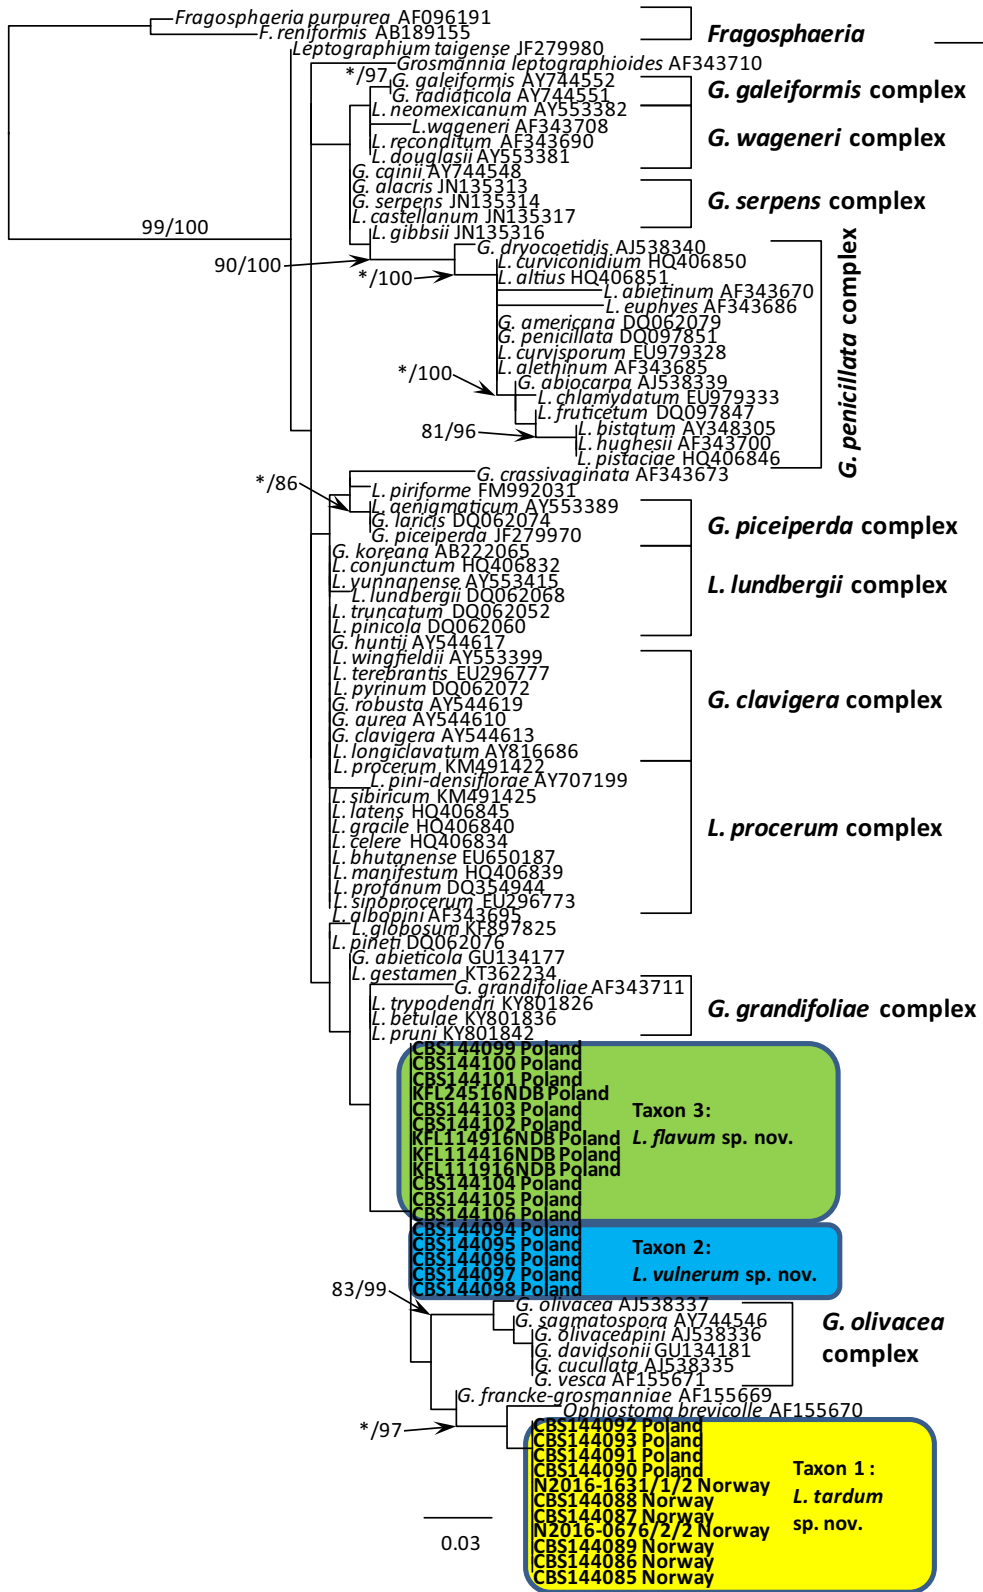 Fragosphaeria purpurea AF096191
F. reniformis AB189155
Fragosphaeria
Leptographium taigense JF279980
Grosmannia leptographioides AF343710
*/97
G. galeiformis AY744552
G. radiaticola AY744551
G. galeiformis complex
L. neomexicanum AY553382
L.wageneri AF343708
L. reconditum AF343690
L. douglasii AY553381
G. wageneri complex
G. cainii AY744548
G. alacris JN135313
G. serpens JN135314
L. castellanum JN135317
G. serpens complex
L. gibbsii JN135316
99/100
90/100
*/100
G. dryocoetidis AJ538340
L. curviconidium HQ406850
L. altius HQ406851
L. abietinum AF343670
L. euphyes AF343686
G. americana DQ062079
G. penicillata DQ097851
L. curvisporum EU979328
L. alethinum AF343685
*/100
G. abiocarpa AJ538339
L. chlamydatum EU979333
L. fruticetum DQ097847
81/96
L. bistatum AY348305
L. hughesii AF343700
L. pistaciae HQ406846
G. penicillata complex
G. crassivaginata AF343673
*/86
L. piriforme FM992031
L. aenigmaticum AY553389
G. laricis DQ062074
G. piceiperda JF279970
G. piceiperda complex
G. koreana AB222065
L. conjunctum HQ406832
L. yunnanense AY553415
L. lundbergii DQ062068
L. truncatum DQ062052
L. pinicola DQ062060
L. lundbergii complex
G. huntii AY544617
L. wingfieldii AY553399
L. terebrantis EU296777
L. pyrinum DQ062072
G. robusta AY544619
G. aurea AY544610
G. clavigera AY544613
L. longiclavatum AY816686
G. clavigera complex
L. procerum KM491422
L. pini-densiflorae AY707199
L. sibiricum KM491425
L. latens HQ406845
L. gracile HQ406840
L. celere HQ406834
L. bhutanense EU650187
L. manifestum HQ406839
L. profanum DQ354944
L. sinoprocerum EU296773
L. procerum complex
L. albopini AF343695
L. globosum KF897825
L. pineti DQ062076
G. abieticola GU134177
L. gestamen KT362234
G. grandifoliae AF343711
L. trypodendri KY801826
L. betulae KY801836
L. pruni KY801842
G. grandifoliae complex
CBS144099 Poland
CBS144100 Poland
CBS144101 Poland
KFL24516NDB Poland
CBS144103 Poland
CBS144102 Poland
KFL114916NDB Poland
KFL114416NDB Poland
KFL111916NDB Poland
CBS144104 Poland
CBS144105 Poland
CBS144106 Poland
Taxon 3:
L. flavum sp. nov.
CBS144094 Poland
CBS144095 Poland
CBS144096 Poland
CBS144097 Poland
CBS144098 Poland
Taxon 2:
L. vulnerum sp. nov.
83/99
G. olivacea AJ538337
G. sagmatospora AY744546
G. olivaceapini AJ538336
G. davidsonii GU134181
G. cucullata AJ538335
G. vesca AF155671
G. olivacea
complex
G. francke-grosmanniae AF155669
Ophiostoma brevicolle AF155670
*/97
CBS144092 Poland
CBS144093 Poland
CBS144091 Poland
CBS144090 Poland
N2016-1631/1/2 Norway
CBS144088 Norway
CBS144087 Norway
N2016-0676/2/2 Norway
CBS144089 Norway
CBS144086 Norway
CBS144085 Norway
Taxon 1 :
L. tardum
sp. nov.
0.03